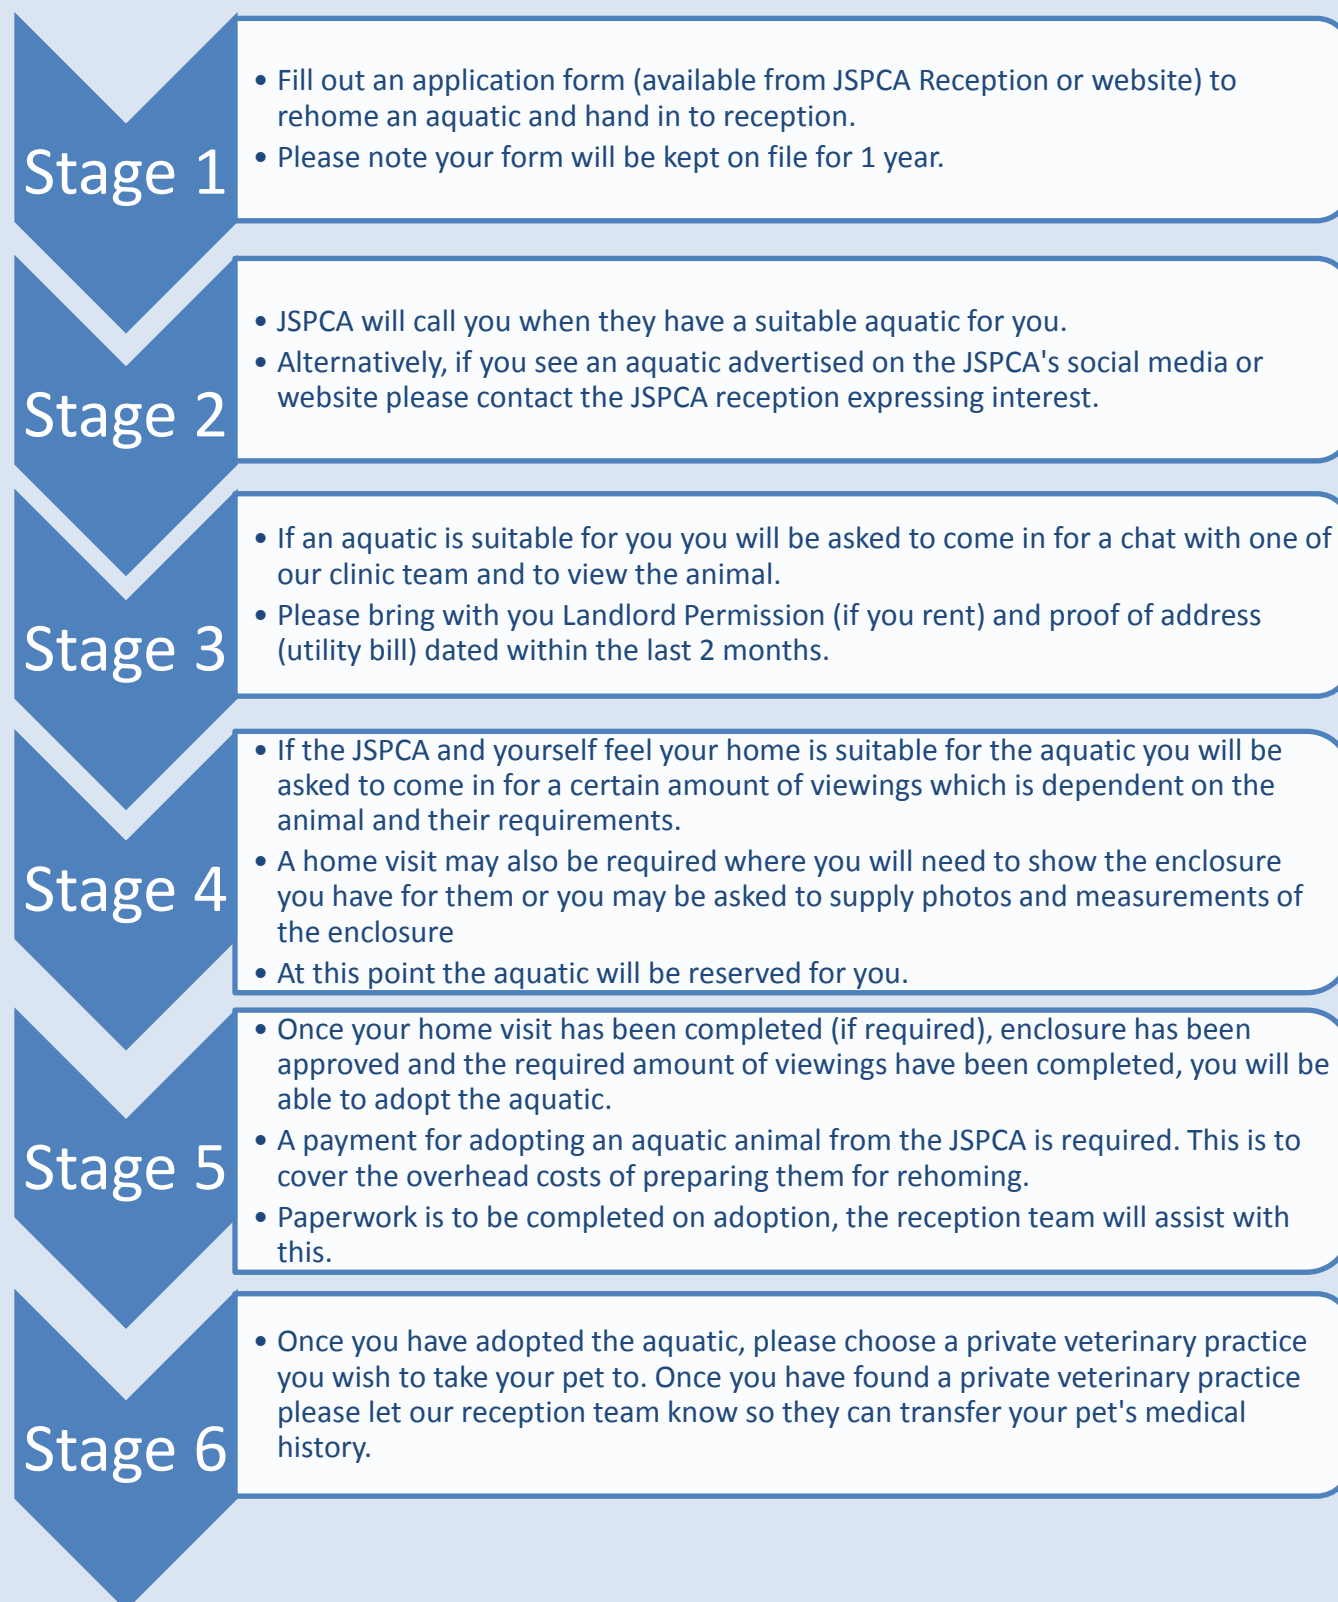 Stage 1
• Fill out an application form (available from JSPCA Reception or website) to
rehome an aquatic and hand in to reception.
• Please note your form will be kept on file for 1 year.
Stage 2
• JSPCA will call you when they have a suitable aquatic for you.
• Alternatively, if you see an aquatic advertised on the JSPCA's social media or
website please contact the JSPCA reception expressing interest.
Stage 3
• If an aquatic is suitable for you you will be asked to come in for a chat with one of
our clinic team and to view the animal.
• Please bring with you Landlord Permission (if you rent) and proof of address
(utility bill) dated within the last 2 months.
Stage 4
• If the JSPCA and yourself feel your home is suitable for the aquatic you will be
asked to come in for a certain amount of viewings which is dependent on the
animal and their requirements.
• A home visit may also be required where you will need to show the enclosure
you have for them or you may be asked to supply photos and measurements of
the enclosure
• At this point the aquatic will be reserved for you.
Stage 5
• Once your home visit has been completed (if required), enclosure has been
approved and the required amount of viewings have been completed, you will be
able to adopt the aquatic.
• A payment for adopting an aquatic animal from the JSPCA is required. This is to
cover the overhead costs of preparing them for rehoming.
• Paperwork is to be completed on adoption, the reception team will assist with
this.
Stage 6
• Once you have adopted the aquatic, please choose a private veterinary practice
you wish to take your pet to. Once you have found a private veterinary practice
please let our reception team know so they can transfer your pet's medical
history.